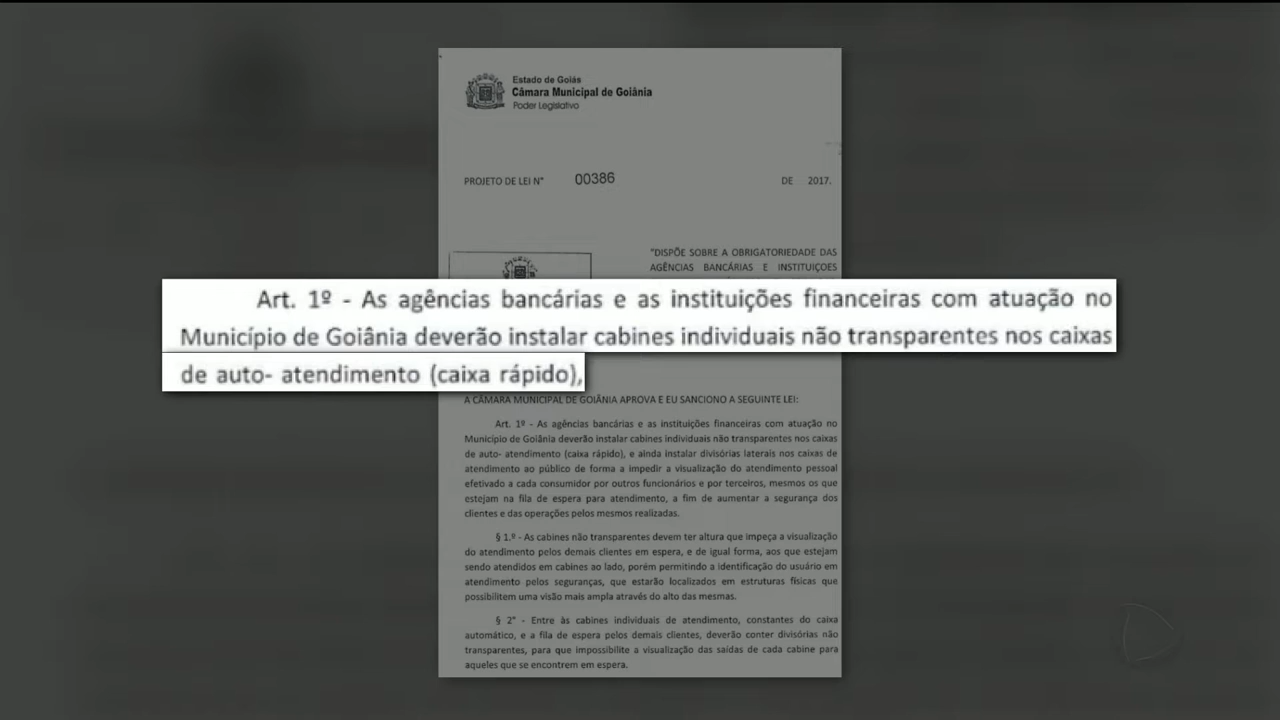 Estado de Goiás
Câmara Municipal de Goiânia
Poder Legislativo
PROJETO DE LEI N° 00386 DE 2017.
"DISPÕE SOBRE A OBRIGATORIEDADE DAS
AGÊNCIAS BANCÁRIAS E INSTITUIÇOES
Art. 1º - As agências bancárias e as instituições financeiras com atuação no
Município de Goiânia deverão instalar cabines individuais não transparentes nos caixas
de auto- atendimento (caixa rápido),
A CÂMARA MUNICIPAL DE GOIÂNIA APROVA E EU SANCIONO A SEGUINTE LEI:
Art. 1º - As agências bancárias e as instituições financeiras com atuação no
Município de Goiânia deverão instalar cabines individuais não transparentes nos caixas
de auto- atendimento (caixa rápido), e ainda instalar divisórias laterais nos caixas de
atendimento ao público de forma a impedir a visualização do atendimento pessoal
efetivado a cada consumidor por outros funcionários e por terceiros, mesmos os que
estejam na fila de espera para atendimento, a fim de aumentar a segurança dos
clientes e das operações pelos mesmos realizadas.
§ 1.º - As cabines não transparentes devem ter altura que impeça a visualização
do atendimento pelos demais clientes em espera, e de igual forma, aos que estejam
sendo atendidos em cabines ao lado, porém permitindo a identificação do usuário em
atendimento pelos seguranças, que estarão localizados em estruturas físicas que
possibilitem uma visão mais ampla através do alto das mesmas.
§ 2° - Entre às cabines individuais de atendimento, constantes do caixa
automático, e a fila de espera pelos demais clientes, deverão conter divisórias não
transparentes, para que impossibilite a visualização das saídas de cada cabine para
aqueles que se encontrem em espera.